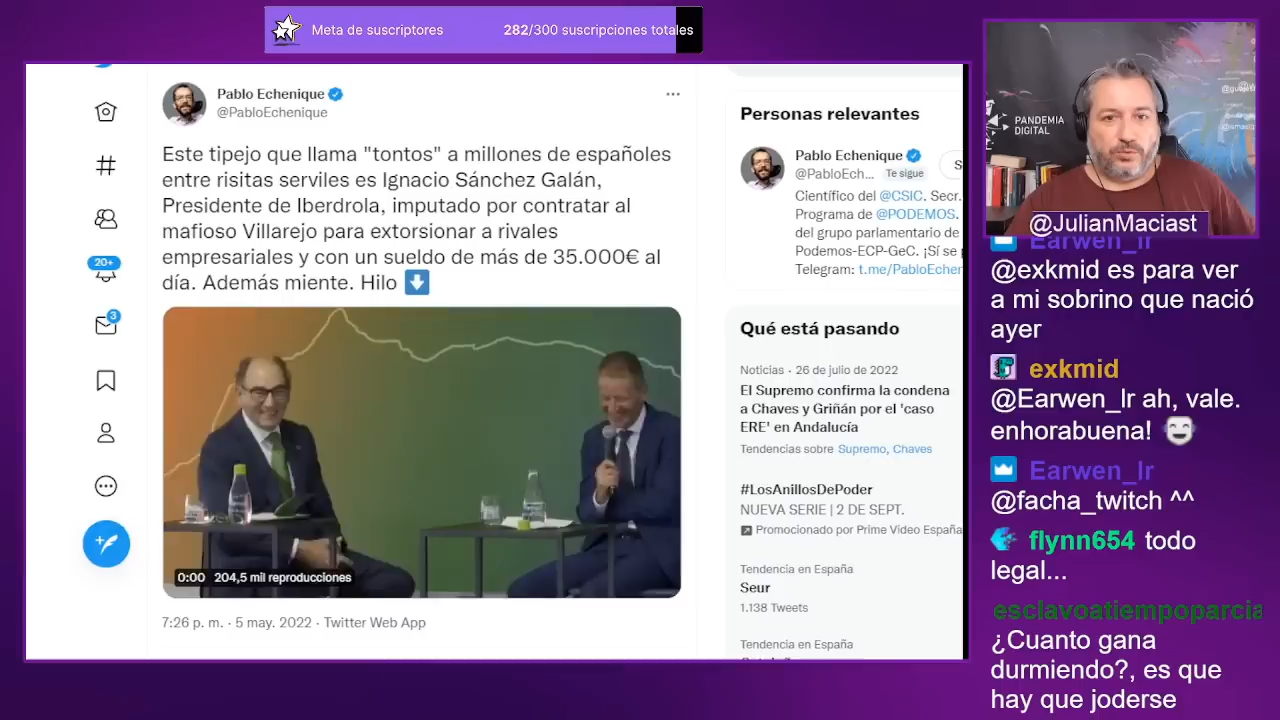 Meta de suscriptores
282/300 suscripciones totales
Pablo Echenique
@PabloEchenique
Este tipejo que llama "tontos" a millones de españoles
entre risitas serviles es Ignacio Sánchez Galán,
Presidente de Iberdrola, imputado por contratar al
mafioso Villarejo para extorsionar a rivales
empresariales y con un sueldo de más de 35.000€ al
día. Además miente. Hilo
0:00 204,5 mil reproducciones
7:26 p. m. · 5 may. 2022 · Twitter Web App
20+
3
Personas relevantes
Pablo Echenique
@PabloEch... Te sigue
Científico del @CSIC. Secr.
Programa de @PODEMOS.
del grupo parlamentario de
Podemos-ECP-GeC. ¡Sí se p
Telegram: t.me/PabloEcher
Qué está pasando
Noticias · 26 de julio de 2022
El Supremo confirma la condena
a Chaves y Griñán por el 'caso
ERE' en Andalucía
Tendencias sobre Supremo, Chaves
#LosAnillosDePoder
NUEVA SERIE | 2 DE SEPT.
Promocionado por Prime Video España
Tendencia en España
Seur
1.138 Tweets
Tendencia en España
PANDEMIA
DIGITAL
@JulianMaciast
Earwen_lr
@exkmid es para ver
a mi sobrino que nació
ayer
exkmid
@Earwen_lr ah, vale.
enhorabuena!
Earwen_lr
@facha_twitch ^^
flynn654 todo
legal...
esclavoatiempoparcia
¿Cuanto gana
durmiendo?, es que
hay que joderse